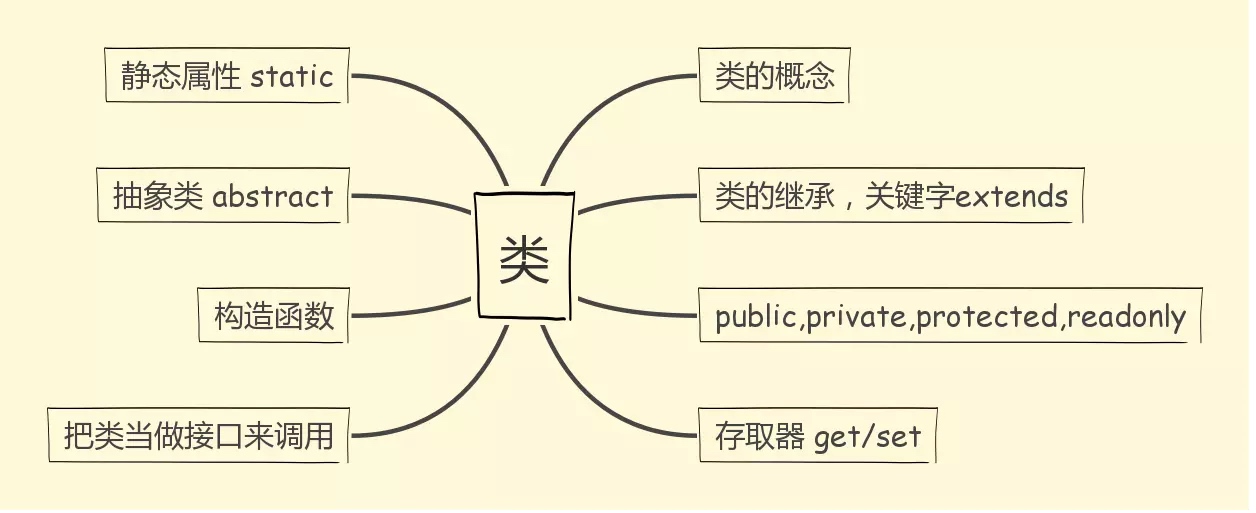 静态属性 static
类的概念
抽象类 abstract
类的继承，关键字extends
类
构造函数
public,private,protected,readonly
把类当做接口来调用
存取器 get/set